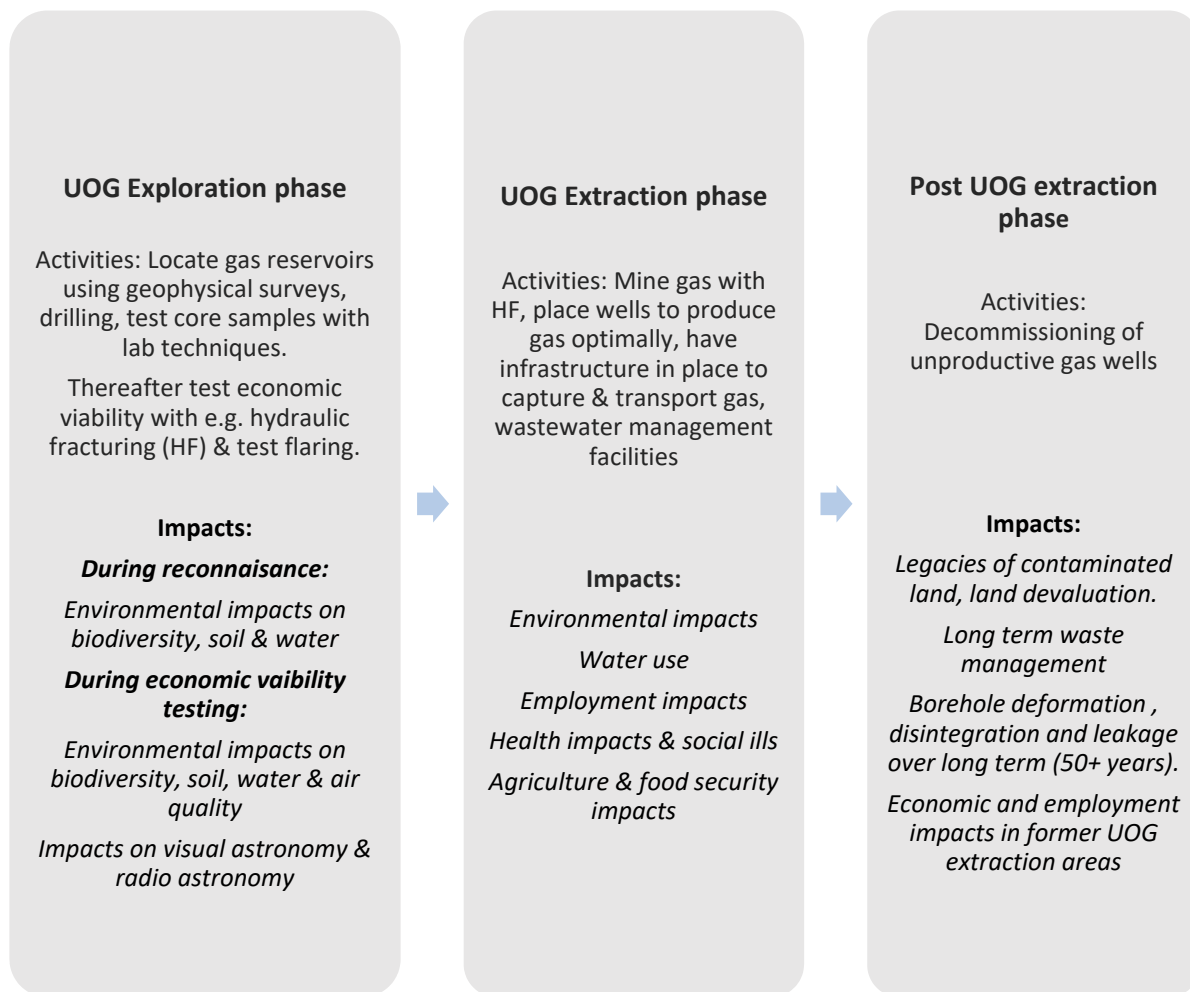 UOG Exploration phase
Activities: Locate gas reservoirs
using geophysical surveys,
drilling, test core samples with
lab techniques.
Thereafter test economic
viability with e.g. hydraulic
fracturing (HF) & test flaring.
Impacts:
During reconnaisance:
Environmental impacts on
biodiversity, soil & water
During economic vaibility
testing:
Environmental impacts on
biodiversity, soil, water & air
quality
Impacts on visual astronomy &
radio astronomy
UOG Extraction phase
Activities: Mine gas with
HF, place wells to produce
gas optimally, have
infrastructure in place to
capture & transport gas,
wastewater management
facilities
Impacts:
Environmental impacts
Water use
Employment impacts
Health impacts & social ills
Agriculture & food security
impacts
Post UOG extraction
phase
Activities:
Decommissioning of
unproductive gas wells
Impacts:
Legacies of contaminated
land, land devaluation.
Long term waste
management
Borehole deformation ,
disintegration and leakage
over long term (50+ years).
Economic and employment
impacts in former UOG
extraction areas